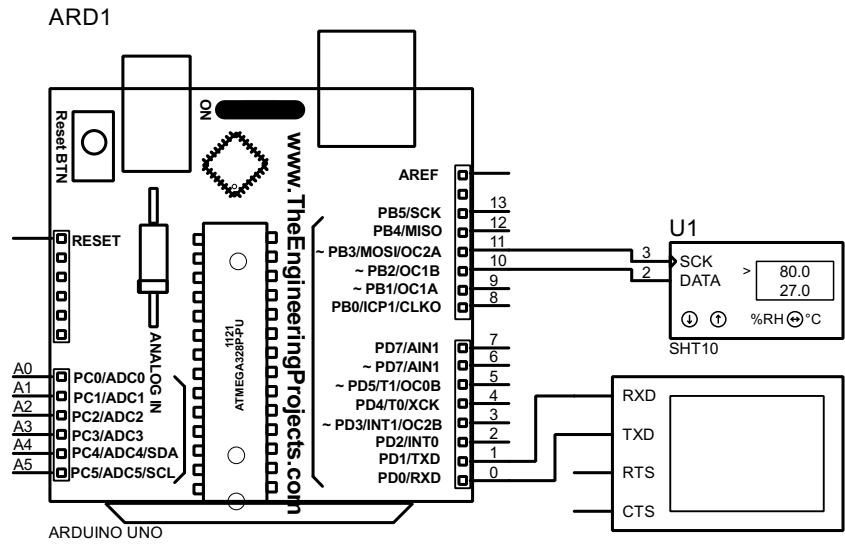 ARD1
ON
Reset BTN
www.TheEngineeringProjects.com
RESET
ANALOG IN
1121
ATMEGA328P-PU
A0 PC0/ADC0
A1 PC1/ADC1
A2 PC2/ADC2
A3 PC3/ADC3
A4 PC4/ADC4/SDA
A5 PC5/ADC5/SCL
AREF
PB5/SCK 13
PB4/MISO 12
~ PB3/MOSI/OC2A 11
~ PB2/OC1B 10
~ PB1/OC1A 9
PB0/ICP1/CLKO 8
PD7/AIN1 7
~ PD7/AIN1 6
~ PD5/T1/OC0B 5
PD4/T0/XCK 4
~ PD3/INT1/OC2B 3
PD2/INT0 2
PD1/TXD 1
PD0/RXD 0
ARDUINO UNO
U1
3 SCK
2 DATA
> 80.0
27.0
%RH °C
SHT10
RXD
TXD
RTS
CTS